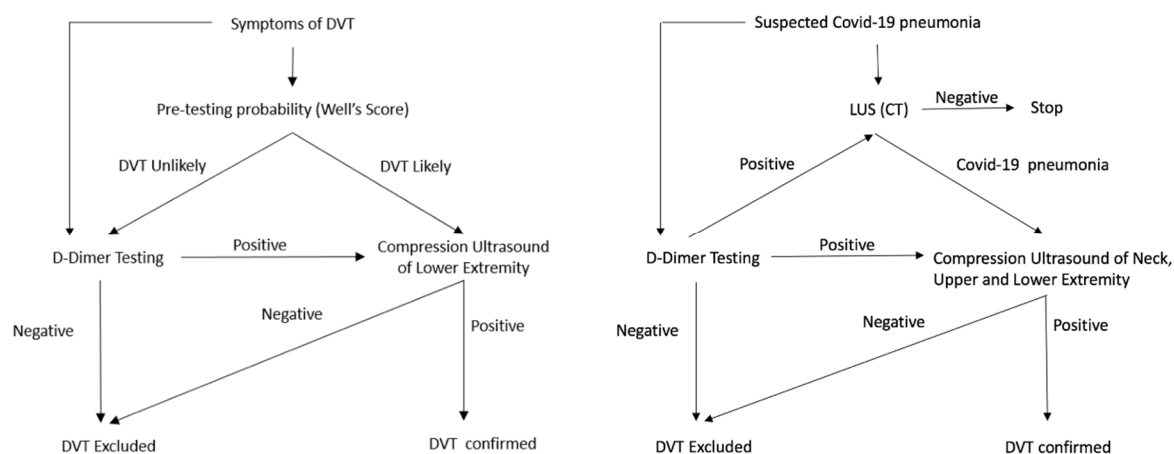 Symptoms of DVT
Pre-testing probability (Well's Score)
DVT Unlikely
DVT Likely
D-Dimer Testing
Positive
Compression Ultrasound
of Lower Extremity
Negative
Negative
Positive
DVT Excluded
DVT confirmed
Suspected Covid-19 pneumonia
LUS (CT)
Negative
Stop
Positive
Covid-19 pneumonia
D-Dimer Testing
Positive
Compression Ultrasound of Neck,
Upper and Lower Extremity
Negative
Negative
Positive
DVT Excluded
DVT confirmed